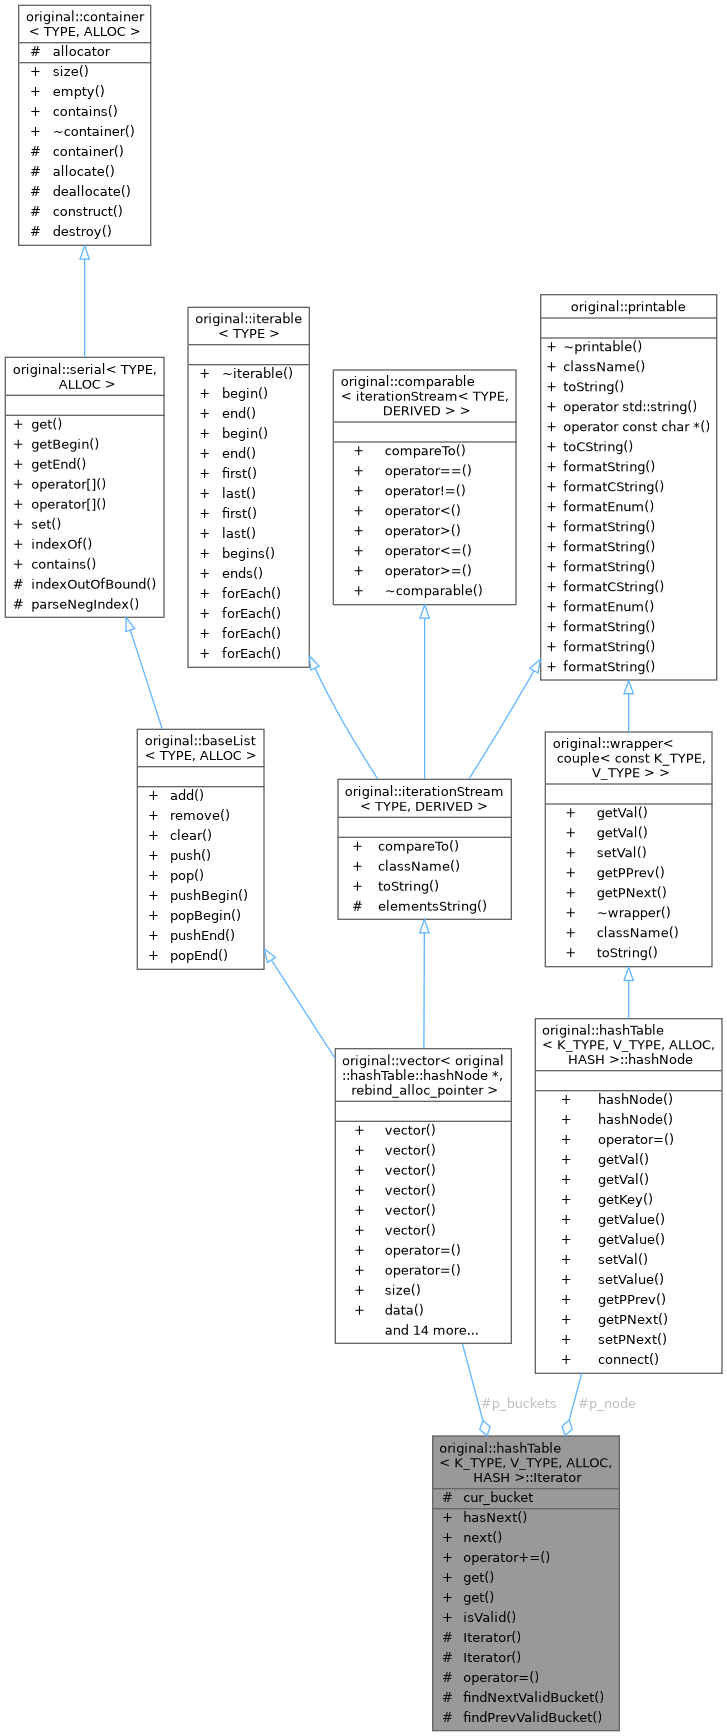 original::container
< TYPE, ALLOC >
# allocator
+ size()
+ empty()
+ contains()
+ ~container()
# container()
# allocate()
# deallocate()
# construct()
# destroy()
original::serial< TYPE,
ALLOC >
+ get()
+ getBegin()
+ getEnd()
+ operator[]()
+ operator[]()
+ set()
+ indexOf()
+ contains()
# indexOutOfBound()
# parseNegIndex()
original::iterable
< TYPE >
+ ~iterable()
+ begin()
+ end()
+ begin()
+ end()
+ first()
+ last()
+ first()
+ last()
+ begins()
+ ends()
+ forEach()
+ forEach()
+ forEach()
+ forEach()
original::comparable
< iterationStream< TYPE,
DERIVED > >
+ compareTo()
+ operator==()
+ operator!=()
+ operator<()
+ operator>()
+ operator<=()
+ operator>=()
+ ~comparable()
original::printable
+ ~printable()
+ className()
+ toString()
+ operator std::string()
+ operator const char *()
+ toCString()
+ formatString()
+ formatCString()
+ formatEnum()
+ formatString()
+ formatString()
+ formatString()
+ formatCString()
+ formatEnum()
+ formatString()
+ formatString()
+ formatString()
original::baseList
< TYPE, ALLOC >
+ add()
+ remove()
+ clear()
+ push()
+ pop()
+ pushBegin()
+ popBegin()
+ pushEnd()
+ popEnd()
original::iterationStream
< TYPE, DERIVED >
+ compareTo()
+ className()
+ toString()
# elementsString()
original::wrapper<
couple< const K_TYPE,
V_TYPE > >
+ getVal()
+ getVal()
+ setVal()
+ getPPrev()
+ getPNext()
+ ~wrapper()
+ className()
+ toString()
original::vector< original
::hashTable::hashNode *,
rebind_alloc_pointer >
+ vector()
+ vector()
+ vector()
+ vector()
+ vector()
+ vector()
+ operator=()
+ operator=()
+ size()
+ data()
and 14 more...
original::hashTable
< K_TYPE, V_TYPE, ALLOC,
HASH >::hashNode
+ hashNode()
+ hashNode()
+ operator=()
+ getVal()
+ getVal()
+ getKey()
+ getValue()
+ getValue()
+ setVal()
+ setValue()
+ getPPrev()
+ getPNext()
+ setPNext()
+ connect()
#p_buckets
#p_node
original::hashTable
< K_TYPE, V_TYPE, ALLOC,
HASH >::Iterator
# cur_bucket
+ hasNext()
+ next()
+ operator+=()
+ get()
+ get()
+ isValid()
# Iterator()
# Iterator()
# operator=()
# findNextValidBucket()
# findPrevValidBucket()